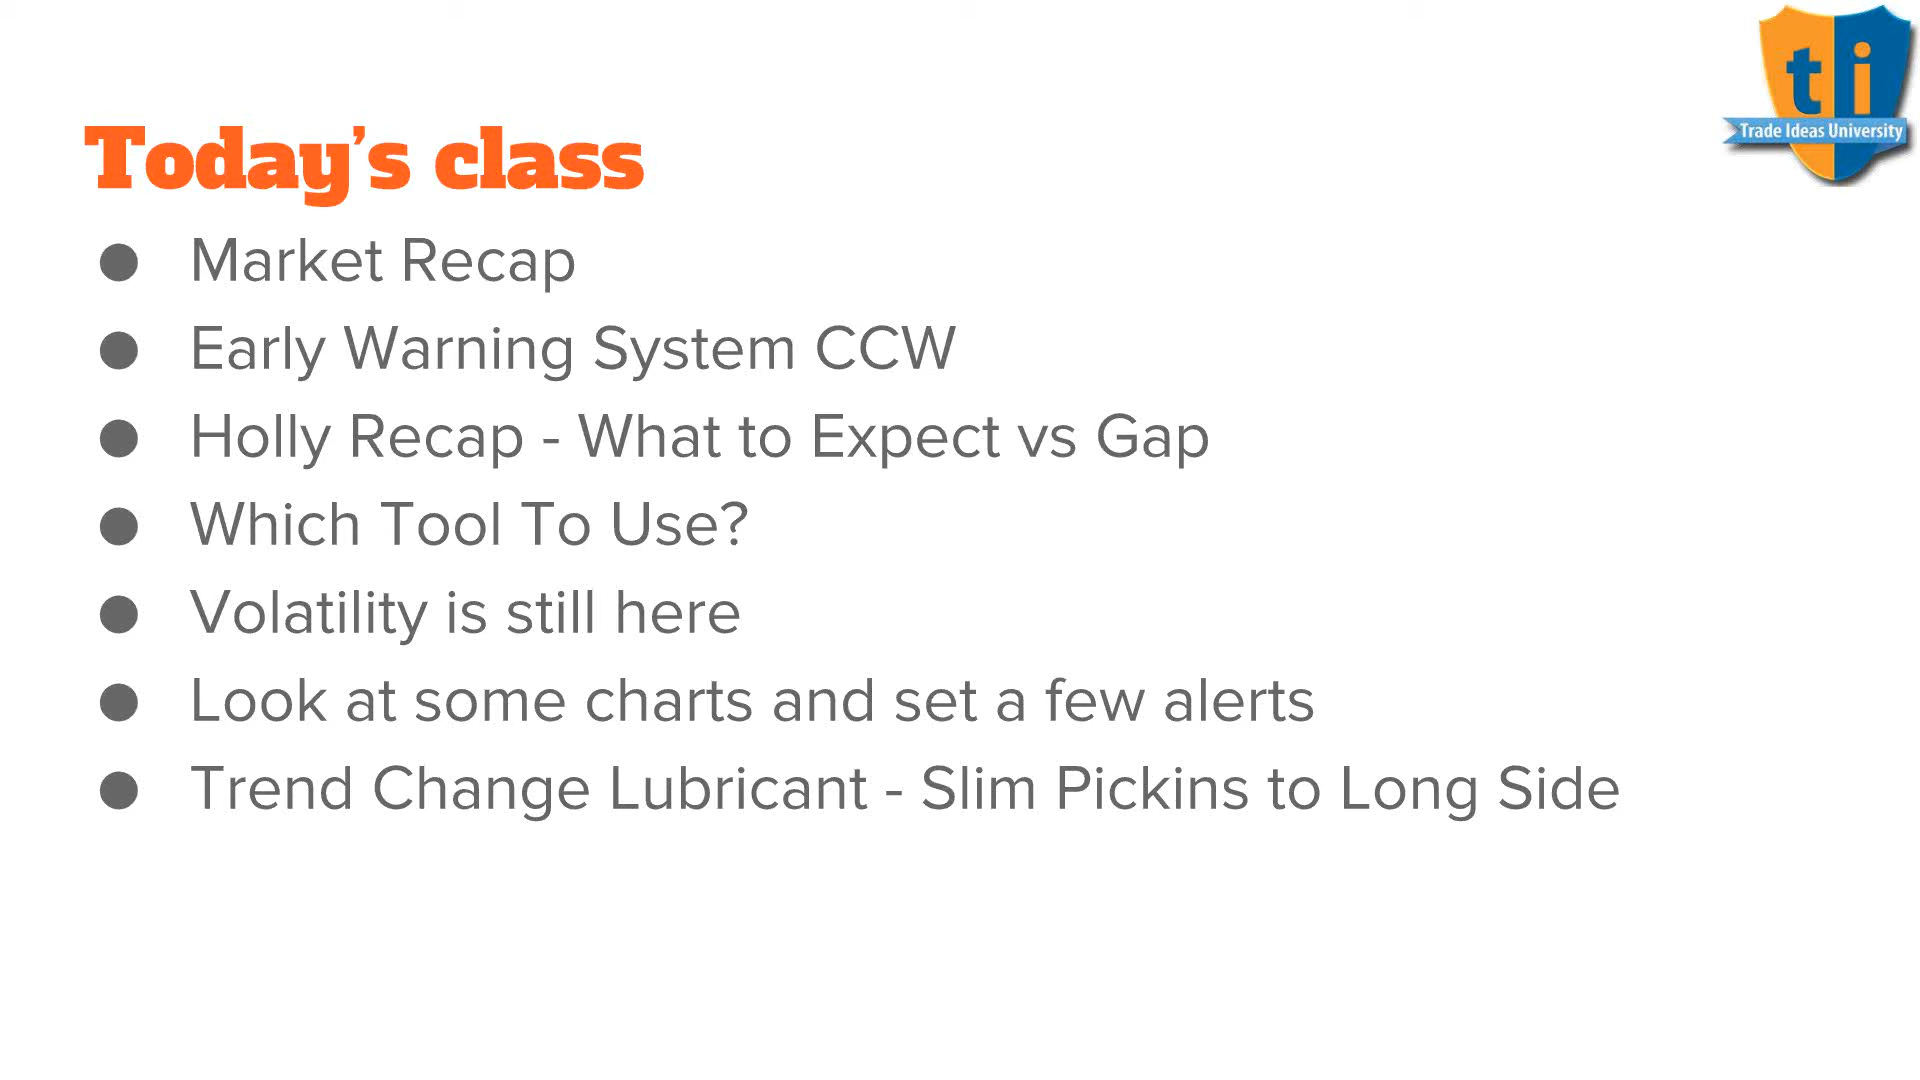 ti
Trade Ideas University
Today's class
● Market Recap
● Early Warning System CCW
● Holly Recap - What to Expect vs Gap
● Which Tool To Use?
● Volatility is still here
● Look at some charts and set a few alerts
● Trend Change Lubricant - Slim Pickins to Long Side